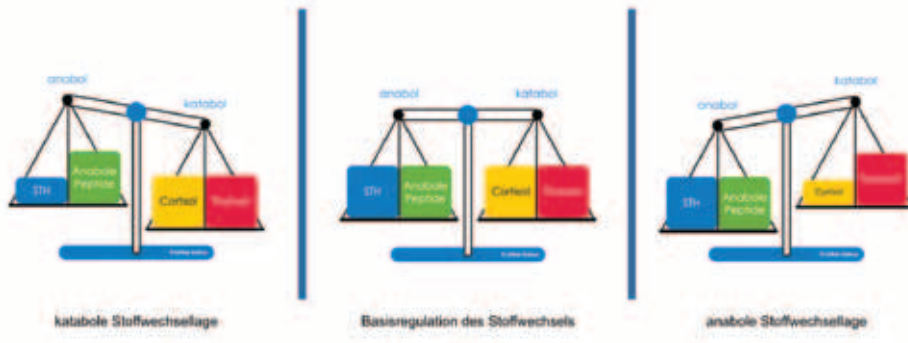 anabol
katabol
STH
Anabole
Peptide
Cortisol
anabol
katabol
STH
Anabole
Peptide
Cortisol
anabol
katabol
STH
Anabole
Peptide
Cortisol
katabole Stoffwechsellage
Basisregulation des Stoffwechsels
anabole Stoffwechsellage